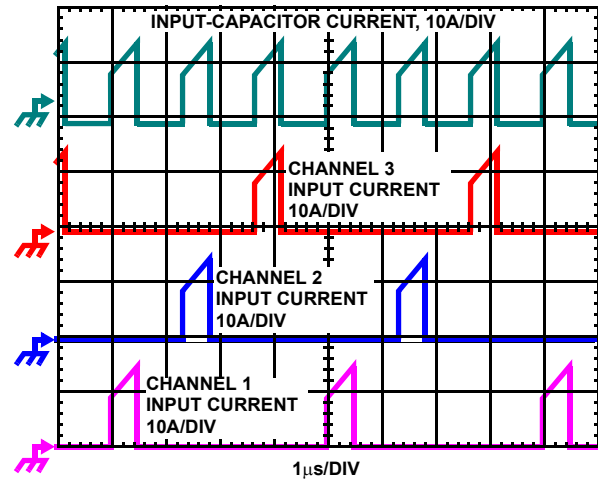 INPUT-CAPACITOR CURRENT, 10A/DIV
CHANNEL 3
INPUT CURRENT
10A/DIV
CHANNEL 2
INPUT CURRENT
10A/DIV
CHANNEL 1
INPUT CURRENT
10A/DIV
1μs/DIV